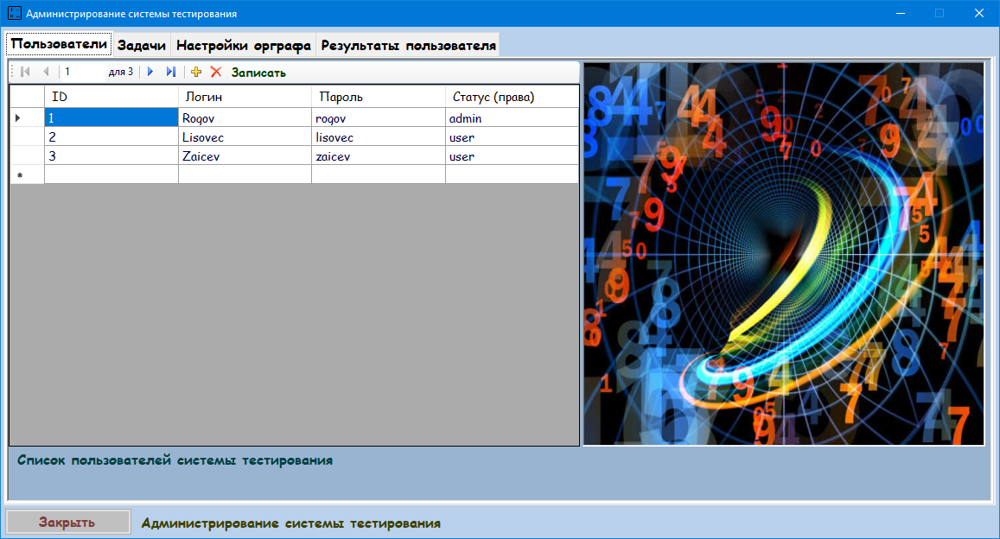 Администрирование системы тестирования
Пользователи Задачи Настройки орграфа Результаты пользователя
1 для 3 Записать
ID Логин Пароль Статус (права)
1 Rogov rogov admin
2 Lisovec lisovec user
3 Zaicev zaicev user
Список пользователей системы тестирования
Закрыть Администрирование системы тестирования